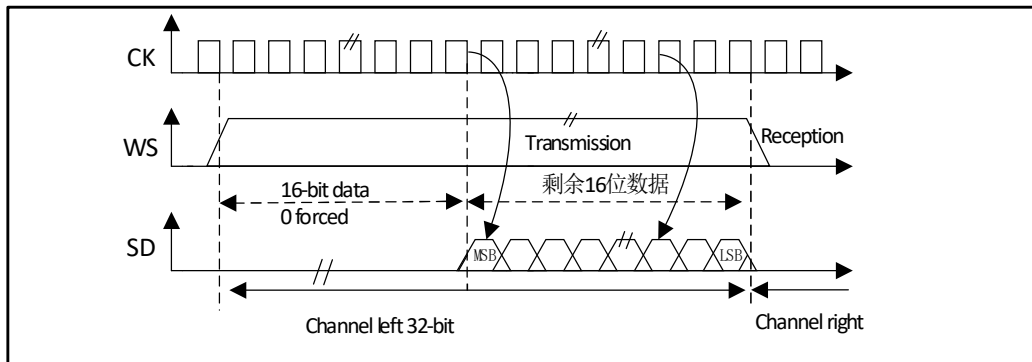 CK
WS
Transmission
Reception
16-bit data
0 forced
剩余16位数据
SD
MSB
LSB
Channel left 32-bit
Channel right